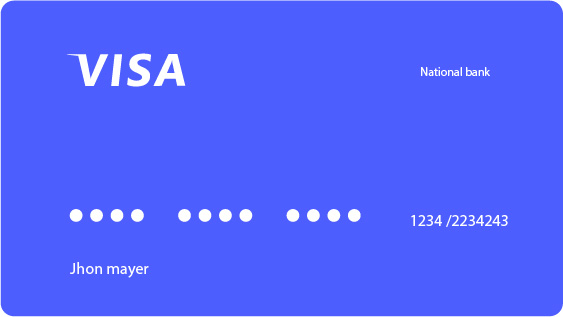 VISA
National bank
•••• •••• •••• 1234 /2234243
Jhon mayer